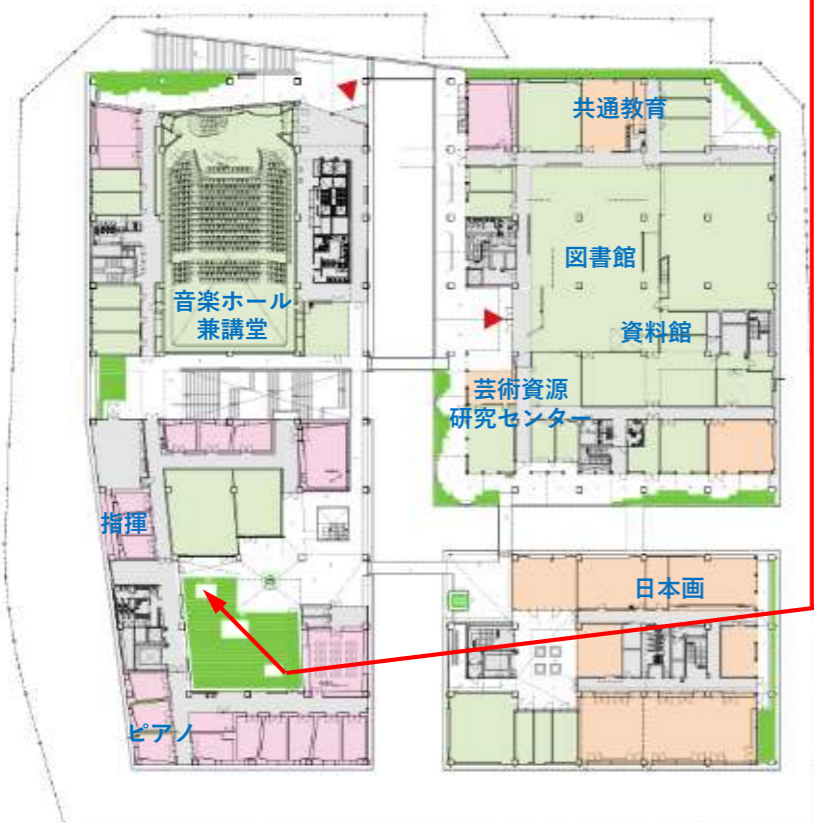 共通教育
図書館
音楽ホール
兼講堂
資料館
芸術資源
研究センター
指揮
日本画
ピアノ